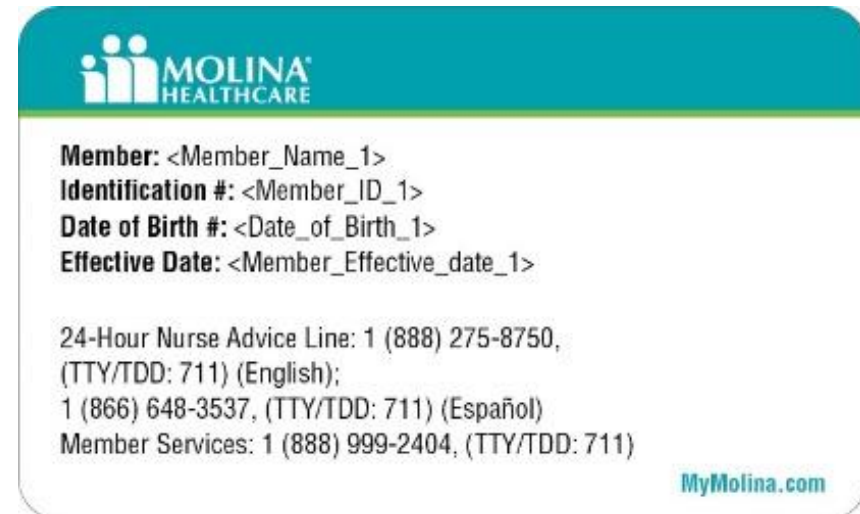 MOLINA®
HEALTHCARE
Member: <Member_Name_1>
Identification #: <Member_ID_1>
Date of Birth #: <Date_of_Birth_1>
Effective Date: <Member_Effective_date_1>
24-Hour Nurse Advice Line: 1 (888) 275-8750,
(TTY/TDD: 711) (English);
1 (866) 648-3537, (TTY/TDD: 711) (Español)
Member Services: 1 (888) 999-2404, (TTY/TDD: 711)
MyMolina.com